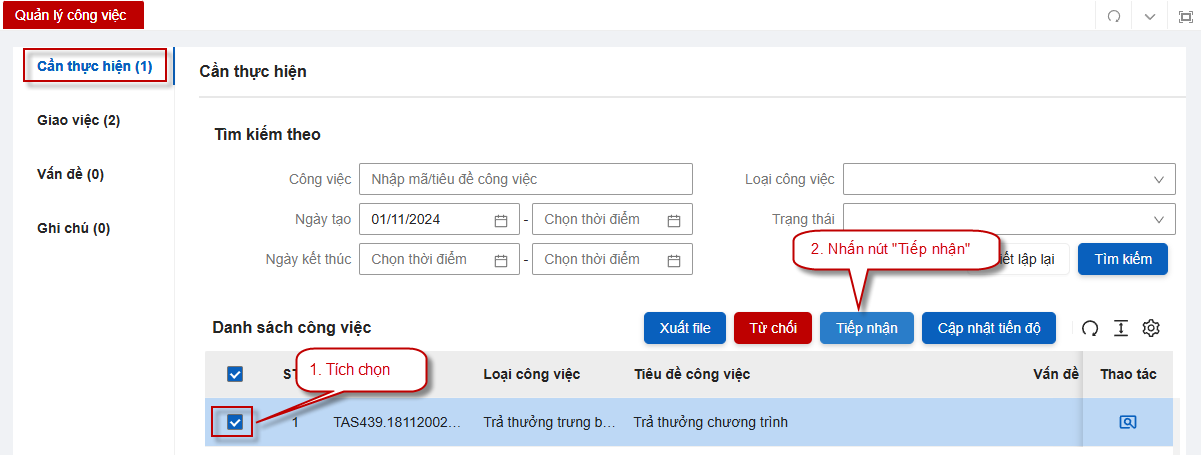 Quản lý công việc
Cần thực hiện (1)
Giao việc (2)
Vấn đề (0)
Ghi chú (0)
Cần thực hiện
Tìm kiếm theo
Công việc Nhập mã/tiêu đề công việc Loại công việc
Ngày tạo 01/11/2024 - Chọn thời điểm Trạng thái
Ngày kết thúc Chọn thời điểm - Chọn thời điểm
2. Nhấn nút "Tiếp nhận"
lập lại Tìm kiếm
Danh sách công việc Xuất file Từ chối Tiếp nhận Cập nhật tiến độ
1. Tích chọn
Loại công việc Tiêu đề công việc Vấn đề Thao tác
1 TAS439.18112002... Trả thưởng trưng b... Trả thưởng chương trình